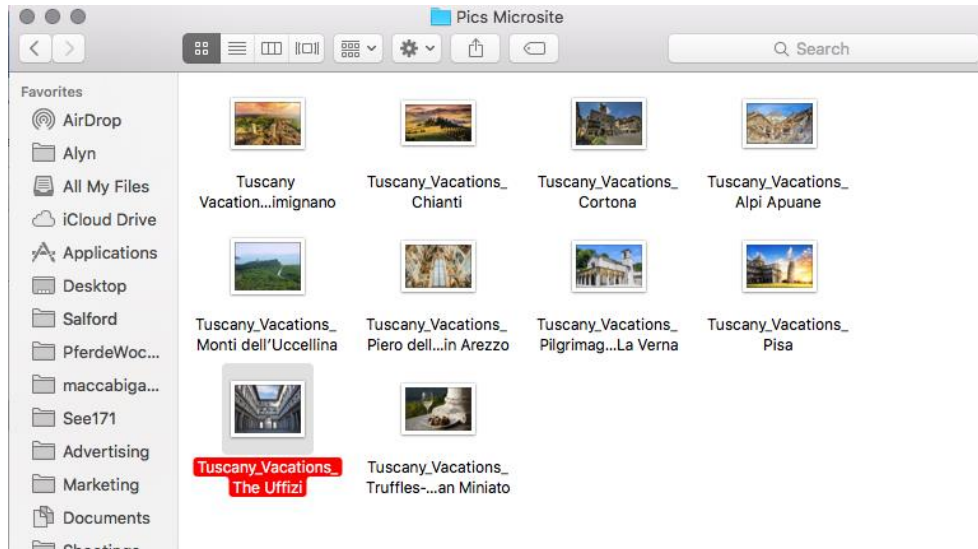 Pics Microsite
Search
Favorites
AirDrop
Alyn
All My Files
iCloud Drive
Applications
Desktop
Salford
PferdeWoc...
maccabiga...
See171
Advertising
Marketing
Documents
Tuscany
Vacation...imignano
Tuscany_Vacations_
Chianti
Tuscany_Vacations_
Cortona
Tuscany_Vacations_
Alpi Apuane
Tuscany_Vacations_
Monti dell'Uccellina
Tuscany_Vacations_
Piero dell...in Arezzo
Tuscany_Vacations_
Pilgrimag...La Verna
Tuscany_Vacations_
Pisa
Tuscany_Vacations_
The Uffizi
Tuscany_Vacations_
Truffles-...an Miniato